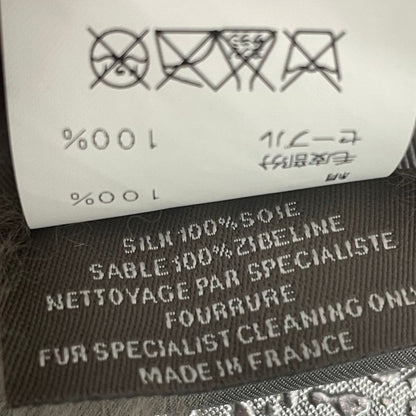 100%
セーブル
毛皮部分
100%
絹
SILK 100% SOIE
SABLE 100% ZIBELINE
NETTOYAGE PAR SPECIALISTE
FOURRURE
FUR SPECIALIST CLEANING ONLY
MADE IN FRANCE